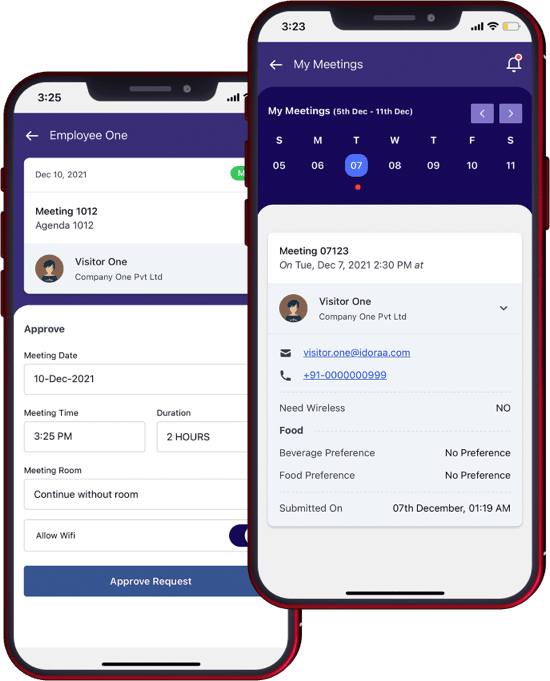 3:25
Employee One
Dec 10, 2021
Meeting 1012
Agenda 1012
Visitor One
Company One Pvt Ltd
Approve
Meeting Date
10-Dec-2021
Meeting Time
Duration
3:25 PM
2 HOURS
Meeting Room
Continue without room
Allow Wifi
Approve Request
3:23
My Meetings
My Meetings (5th Dec - 11th Dec)
S M T W T F S
05 06 07 08 09 10 11
Meeting 07123
On Tue, Dec 7, 2021 2:30 PM at
Visitor One
Company One Pvt Ltd
visitor.one@idoraa.com
+91-0000000999
Need Wireless NO
Food
Beverage Preference No Preference
Food Preference No Preference
Submitted On 07th December, 01:19 AM